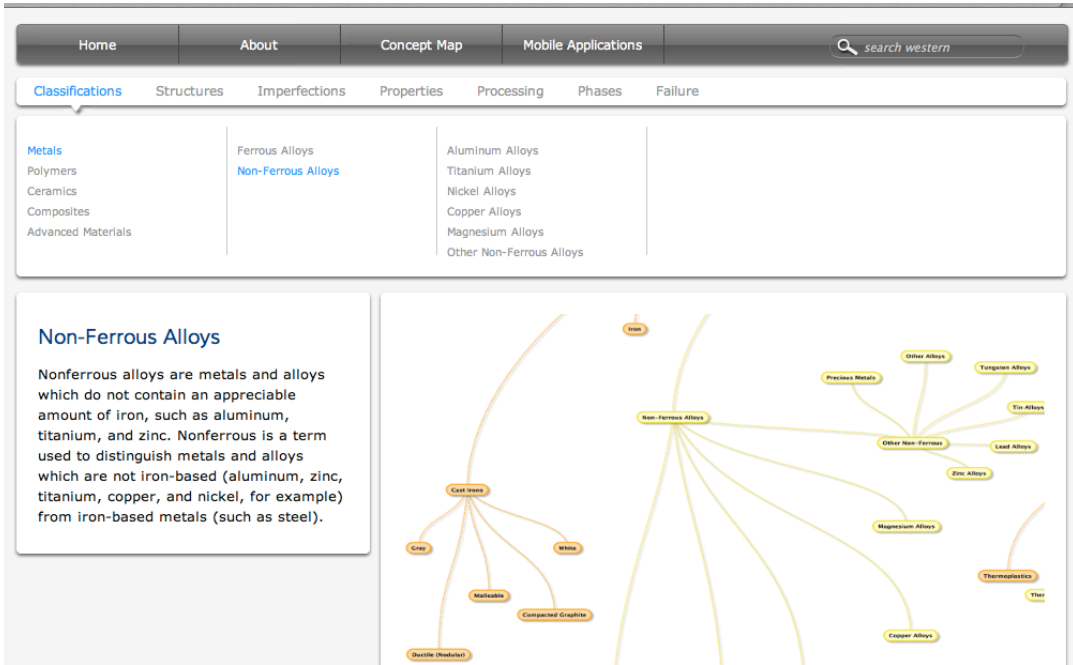 Home About Concept Map Mobile Applications search western
Classifications Structures Imperfections Properties Processing Phases Failure
Metals
Polymers
Ceramics
Composites
Advanced Materials
Ferrous Alloys
Non-Ferrous Alloys
Aluminum Alloys
Titanium Alloys
Nickel Alloys
Copper Alloys
Magnesium Alloys
Other Non-Ferrous Alloys
Non-Ferrous Alloys
Nonferrous alloys are metals and alloys
which do not contain an appreciable
amount of iron, such as aluminum,
titanium, and zinc. Nonferrous is a term
used to distinguish metals and alloys
which are not iron-based (aluminum, zinc,
titanium, copper, and nickel, for example)
from iron-based metals (such as steel).
Iron
Other Alloys
Tungsten Alloys
Precious Metals
Tin Alloys
Non-Ferrous Alloys
Other Non-Ferrous
Lead Alloys
Zinc Alloys
Cast Irons
Magnesium Alloys
Gray
White
Thermoplastics
Malleable
Ther
Compacted Graphite
Copper Alloys
Ductile (Nodular)